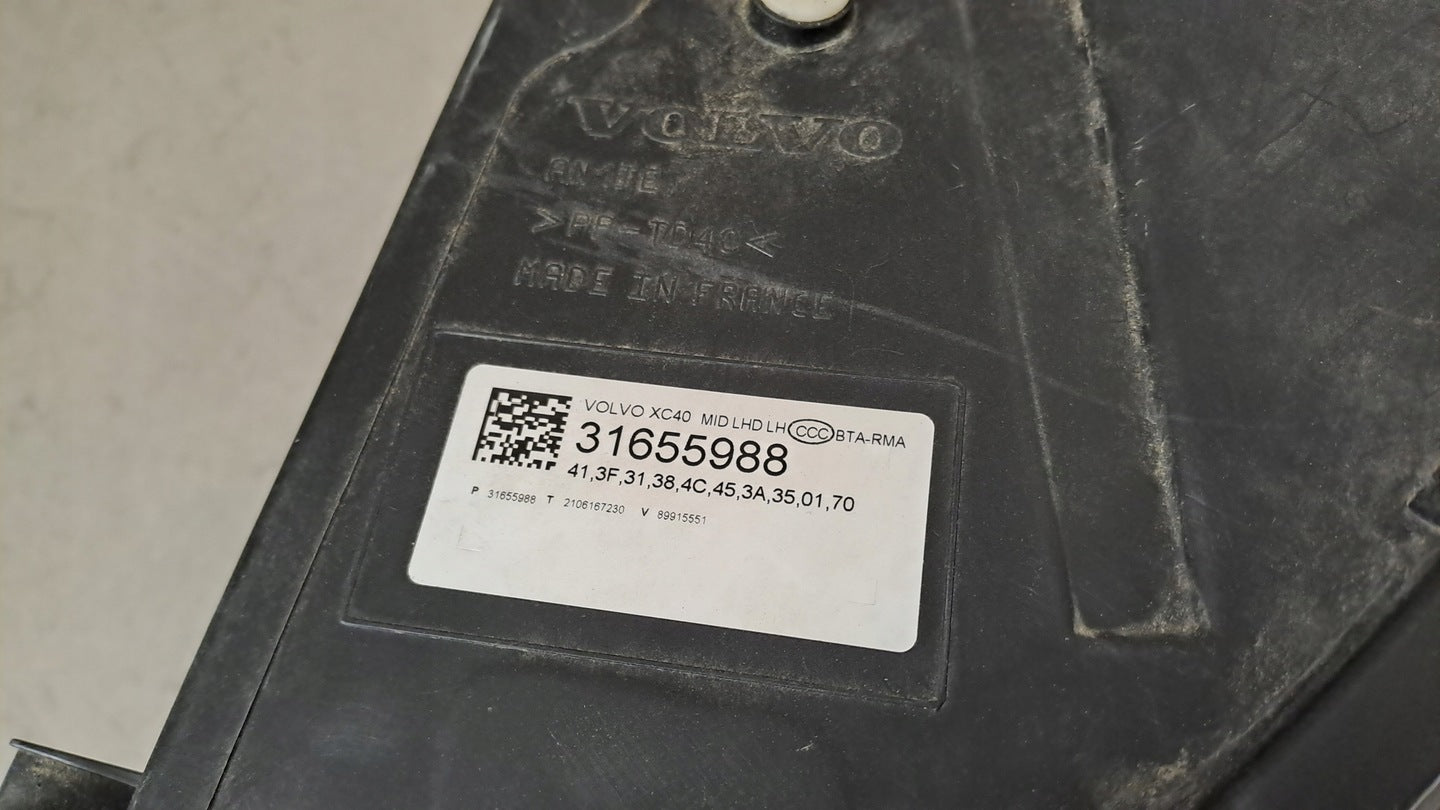 VOLVO
>PP-TD40<
MADE IN FRANCE
VOLVO XC40 MID LHD LH CCC BTA-RMA
31655988
41,3F,31,38,4C,45,3A,35,01,70
P 31655988 T 2106167230 V 89915551